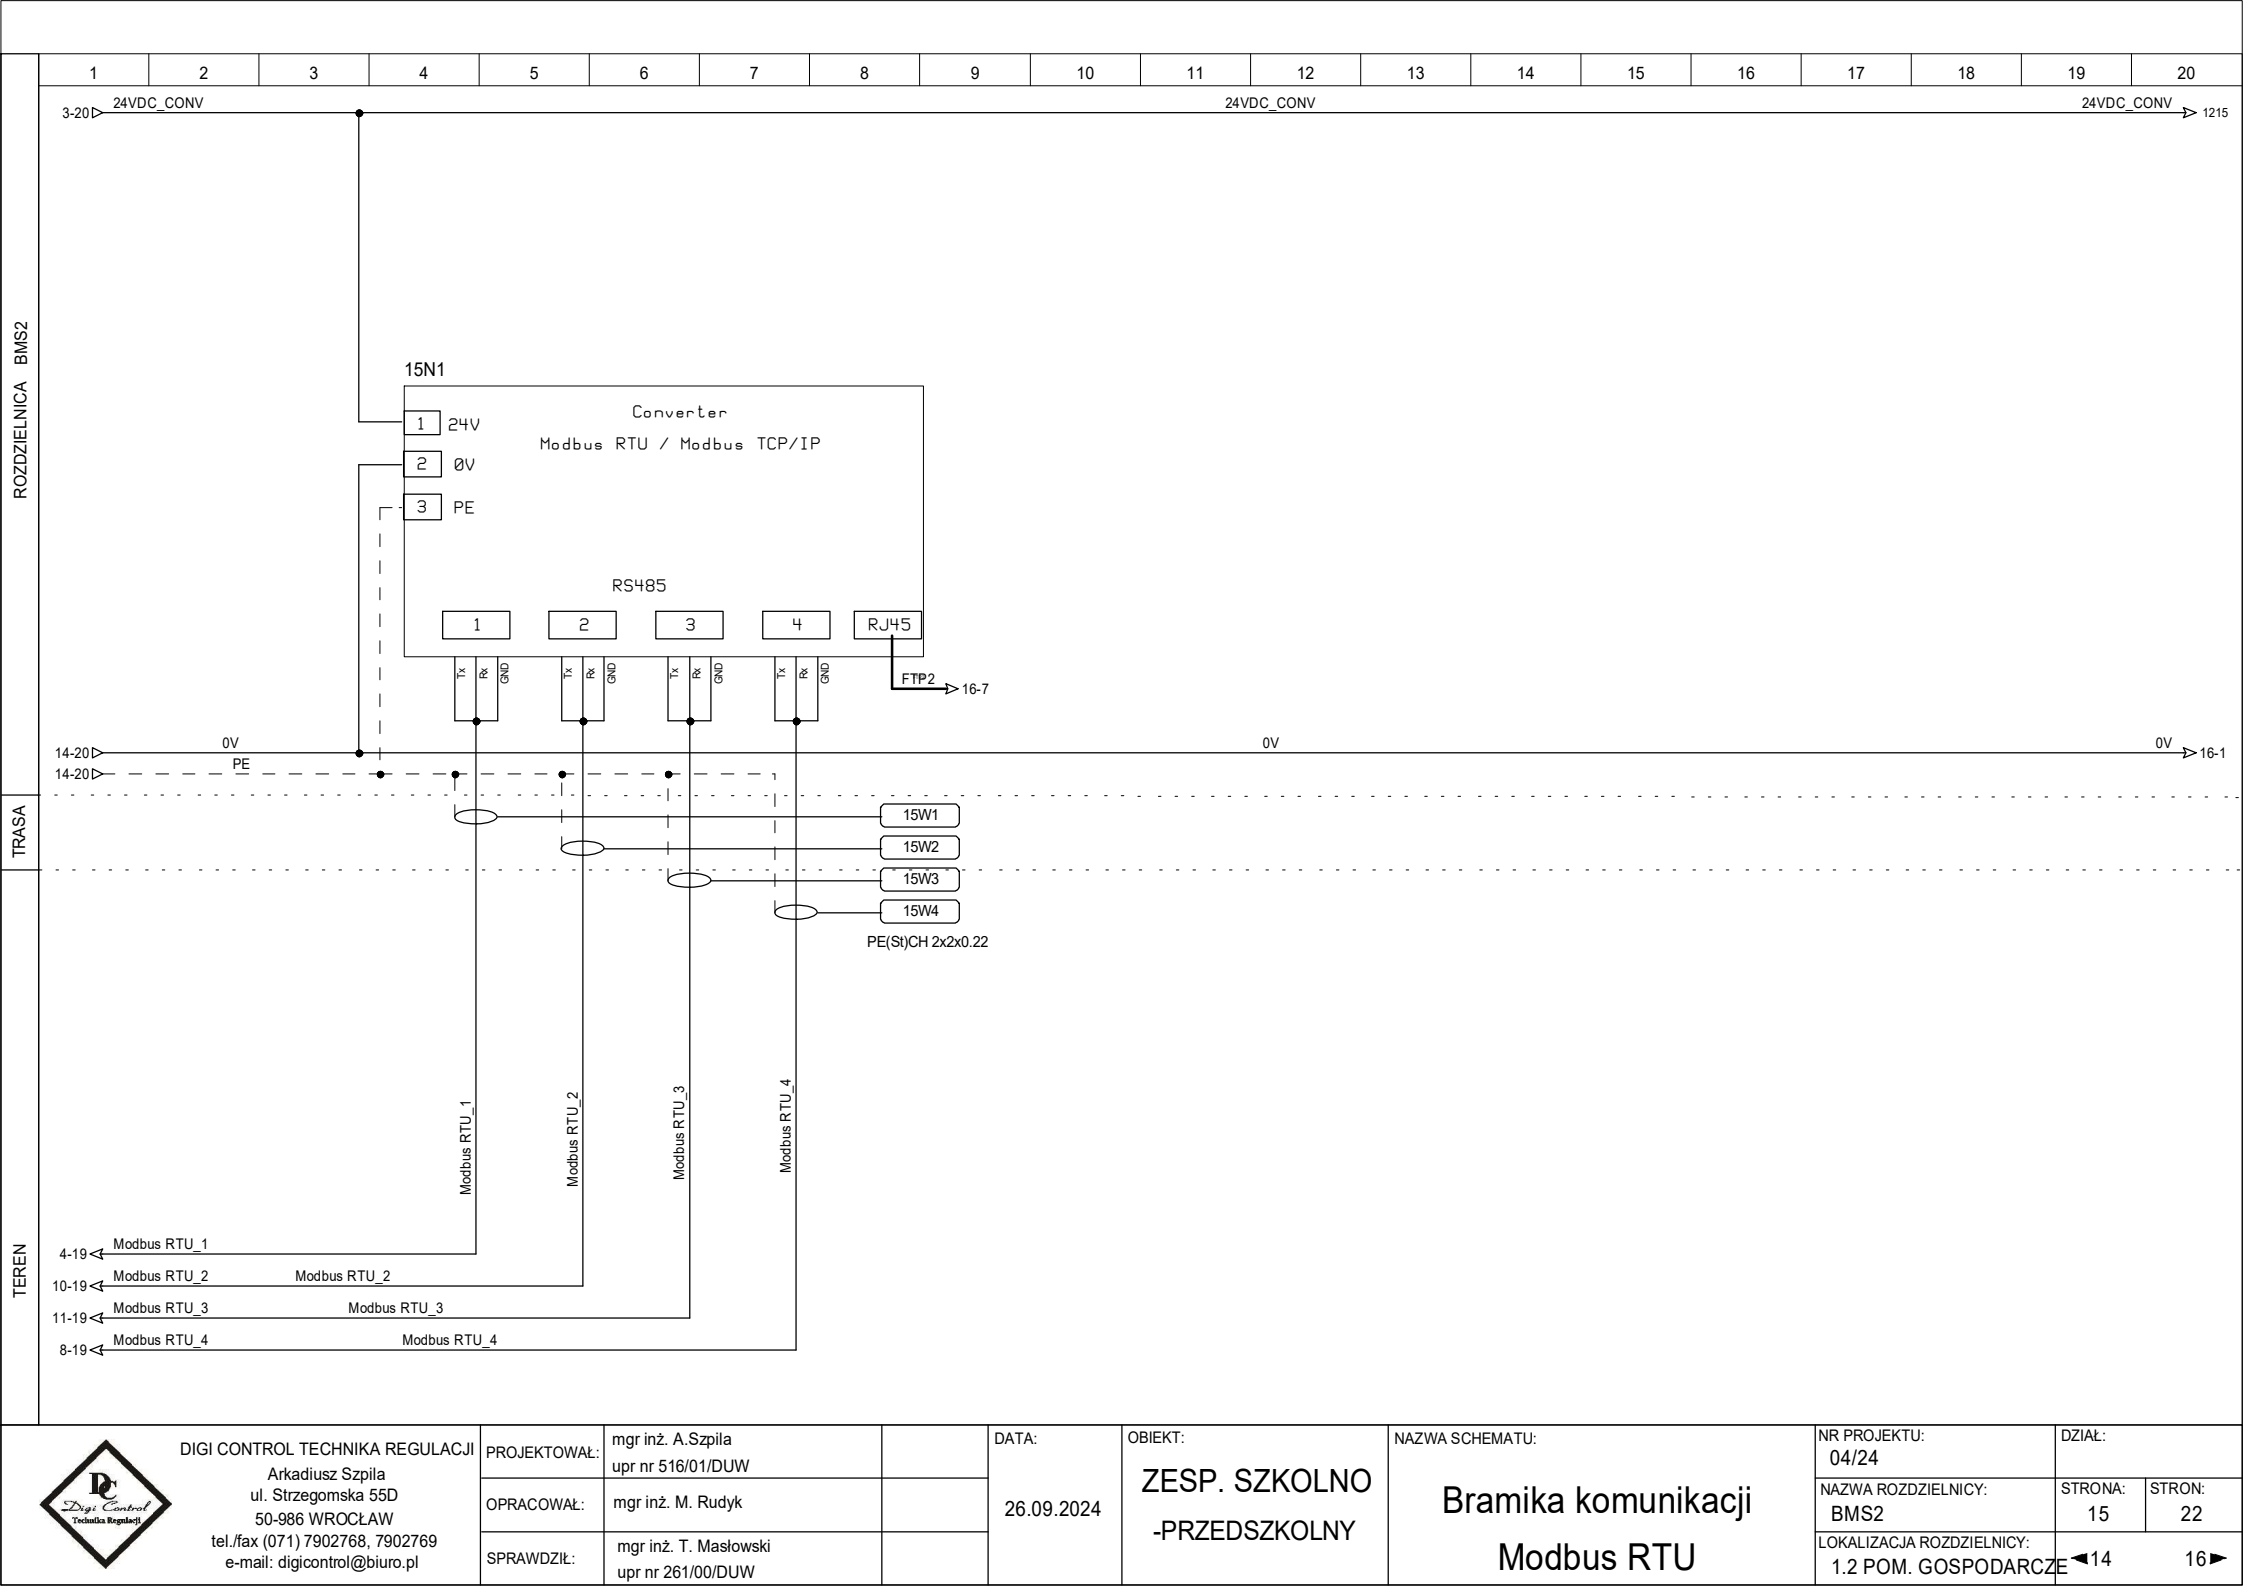 1 2 3 4 5 6 7 8 9 10 11 12 13 14 15 16 17 18 19 20
24VDC_CONV 24VDC_CONV 24VDC_CONV
3-20 1215
ROZDZIELNICA BMS2
15N1
Converter
Modbus RTU / Modbus TCP/IP
1 24V
2 0V
3 PE
RS485
1 2 3 4 RJ45
Tx Rx GND Tx Rx GND Tx Rx GND Tx Rx GND
FTP2 16-7
0V 0V 0V
14-20 16-1
PE
14-20
TRASA
15W1
15W2
15W3
15W4
PE(St)CH 2x2x0.22
Modbus RTU_1
Modbus RTU_2
Modbus RTU_3
Modbus RTU_4
TEREN
4-19 Modbus RTU_1
10-19 Modbus RTU_2 Modbus RTU_2
11-19 Modbus RTU_3 Modbus RTU_3
8-19 Modbus RTU_4 Modbus RTU_4
DC
Digi Control
Technika Regulacji
DIGI CONTROL TECHNIKA REGULACJI
Arkadiusz Szpila
ul. Strzegomska 55D
50-986 WROCŁAW
tel./fax (071) 7902768, 7902769
e-mail: digicontrol@biuro.pl
PROJEKTOWAŁ:
mgr inż. A.Szpila
upr nr 516/01/DUW
OPRACOWAŁ:
mgr inż. M. Rudyk
SPRAWDZIŁ:
mgr inż. T. Masłowski
upr nr 261/00/DUW
DATA:
26.09.2024
OBIEKT:
ZESP. SZKOLNO
-PRZEDSZKOLNY
NAZWA SCHEMATU:
Bramika komunikacji
Modbus RTU
NR PROJEKTU:
04/24
DZIAŁ:
NAZWA ROZDZIELNICY:
BMS2
STRONA:
15
STRON:
22
LOKALIZACJA ROZDZIELNICY:
1.2 POM. GOSPODARCZE
14 16